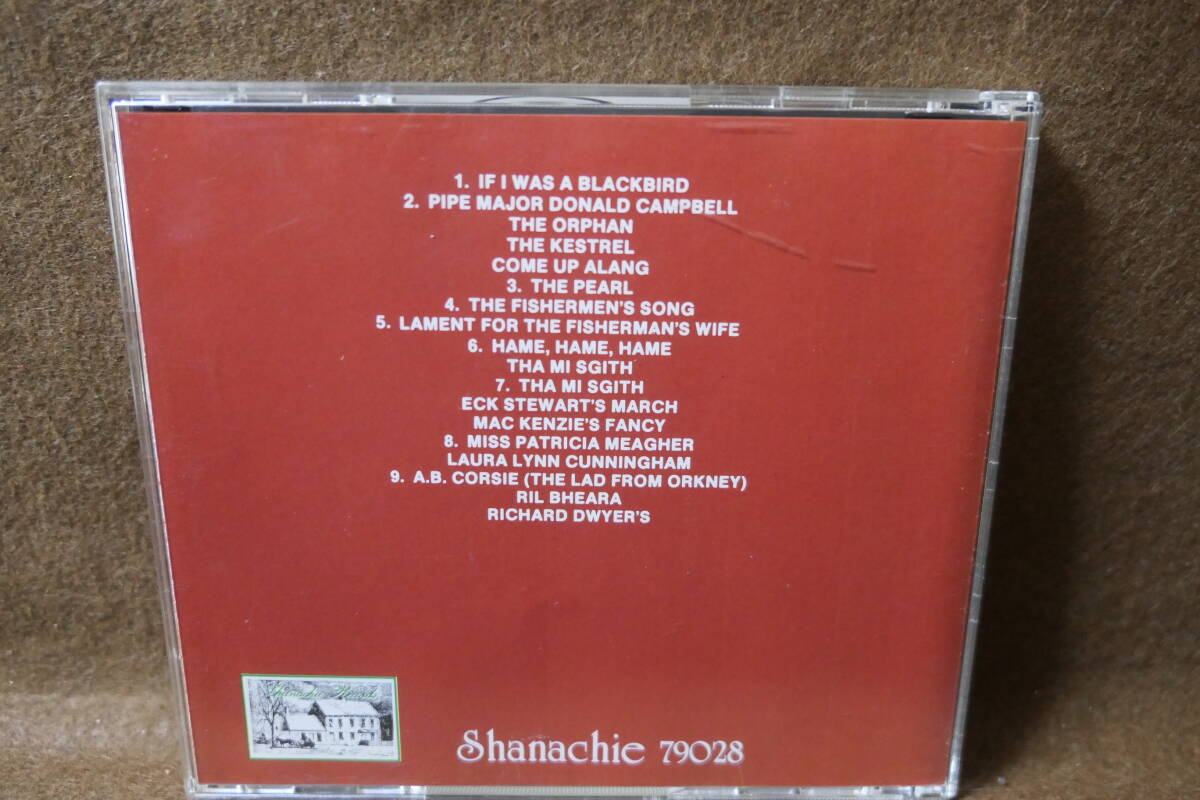 1. IF I WAS A BLACKBIRD
2. PIPE MAJOR DONALD CAMPBELL
THE ORPHAN
THE KESTREL
COME UP ALANG
3. THE PEARL
4. THE FISHERMEN'S SONG
5. LAMENT FOR THE FISHERMAN'S WIFE
6. HAME, HAME, HAME
THA MI SGITH
7. THA MI SGITH
ECK STEWART'S MARCH
MAC KENZIE'S FANCY
8. MISS PATRICIA MEAGHER
LAURA LYNN CUNNINGHAM
9. A.B. CORSIE (THE LAD FROM ORKNEY)
RIL BHEARA
RICHARD DWYER'S
Shanachie Records
Shanachie 79028